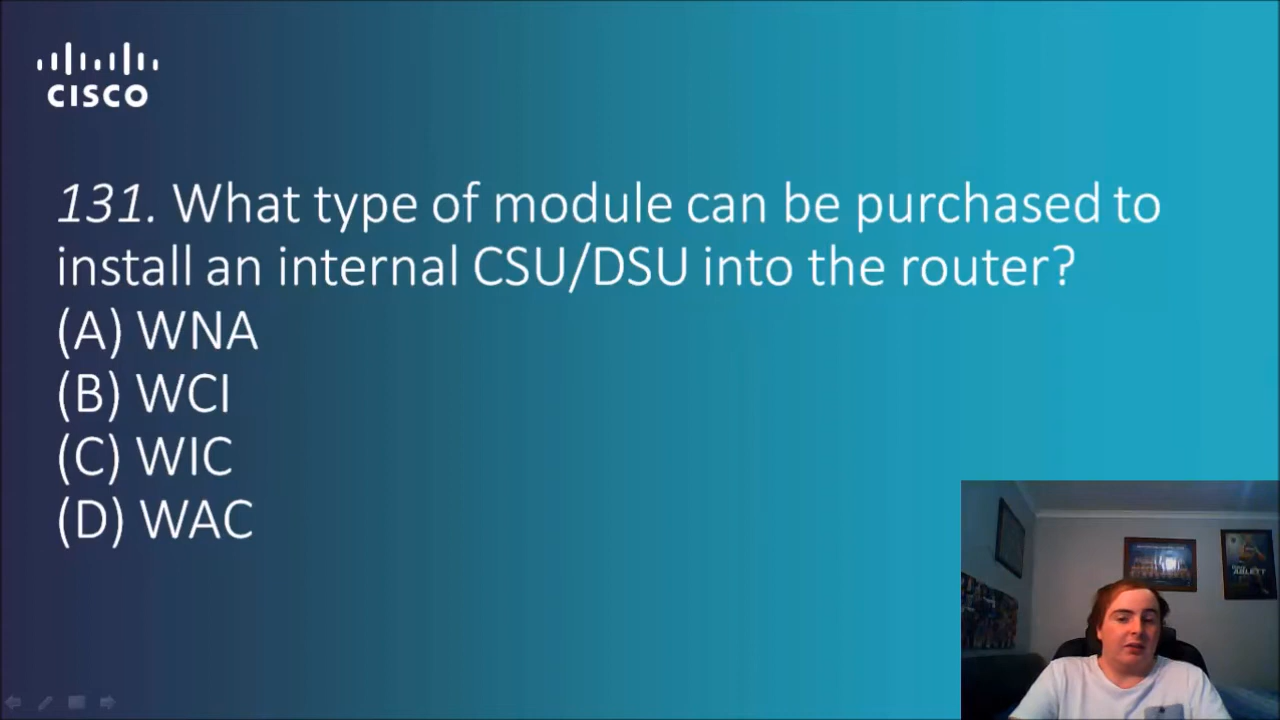 CISCO
131. What type of module can be purchased to
install an internal CSU/DSU into the router?
(A) WNA
(B) WCI
(C) WIC
(D) WAC
ABLETT